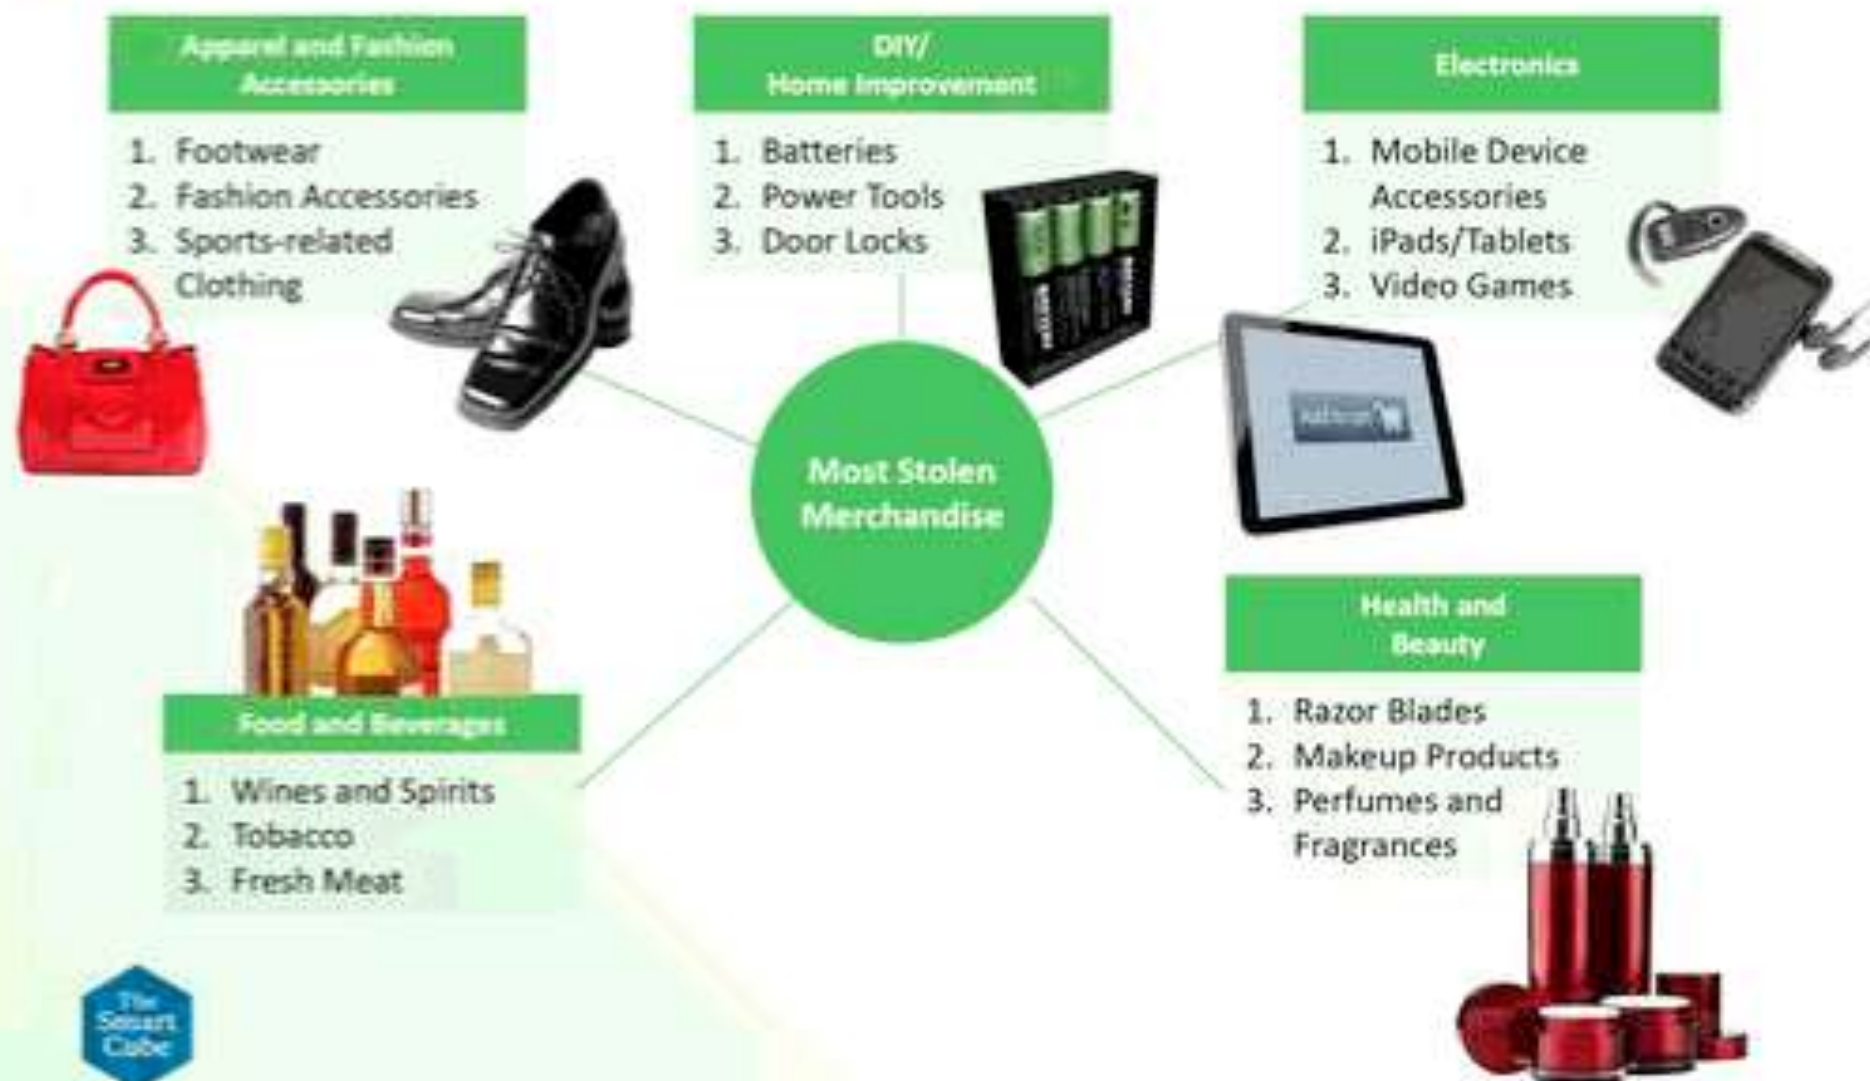 Apparel and Fashion
Accessories
1. Footwear
2. Fashion Accessories
3. Sports-related
Clothing
DIY/
Home Improvement
1. Batteries
2. Power Tools
3. Door Locks
Electronics
1. Mobile Device
Accessories
2. iPads/Tablets
3. Video Games
Most Stolen
Merchandise
Food and Beverages
1. Wines and Spirits
2. Tobacco
3. Fresh Meat
Health and
Beauty
1. Razor Blades
2. Makeup Products
3. Perfumes and
Fragrances
The
Smart
Cube